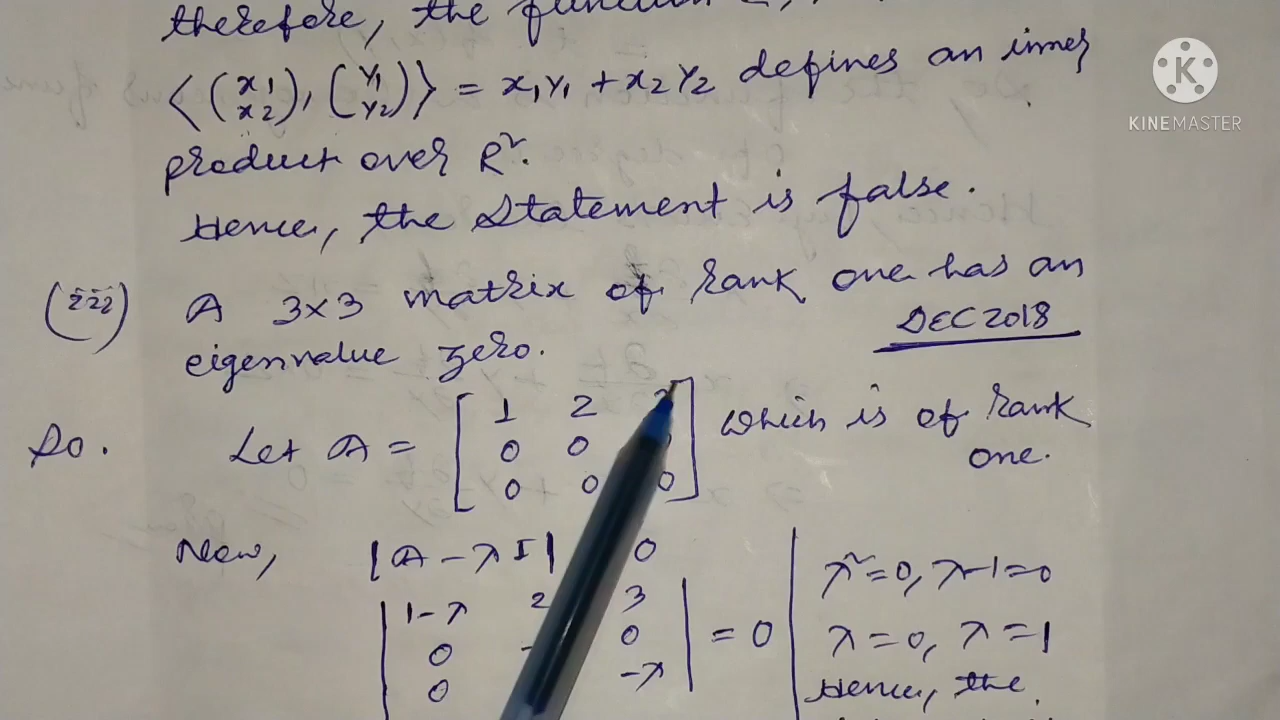 therefore, the function
⟨(x1 x2), (y1 y2)⟩ = x1y1 + x2y2 defines an inner
product over R².
Hence, the Statement is false.
(iii) A 3x3 matrix of rank one has an
eigenvalue zero.
DEC 2018
So. Let A = [1 2
0 0
0 0 0] which is of rank
one.
Now, |A - λI| 0
|1-λ 2 3
0 0
0 -λ| = 0
λ²=0, λ-1=0
λ=0, λ=1
Hence, the
K
KINEMASTER